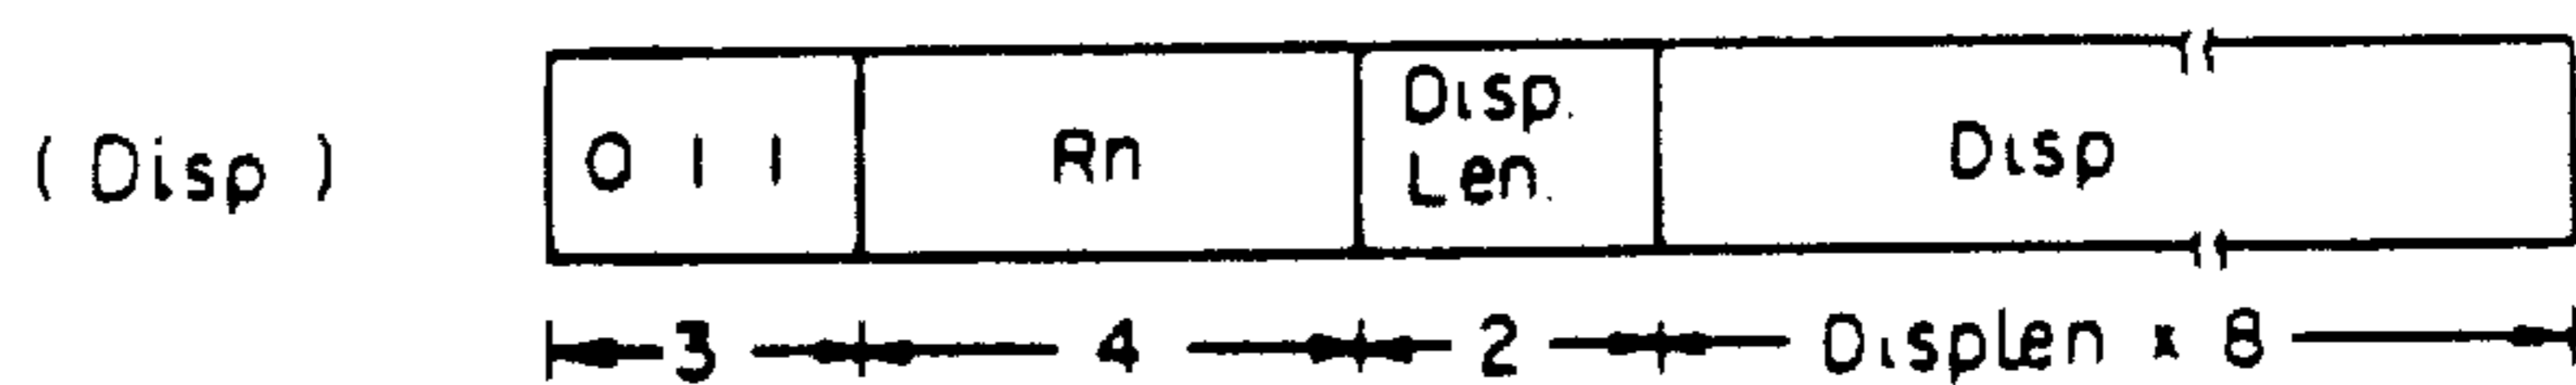 ( Disp ) 0 1 1 Rn Disp. Len. Disp
3 4 2 Displen x 8